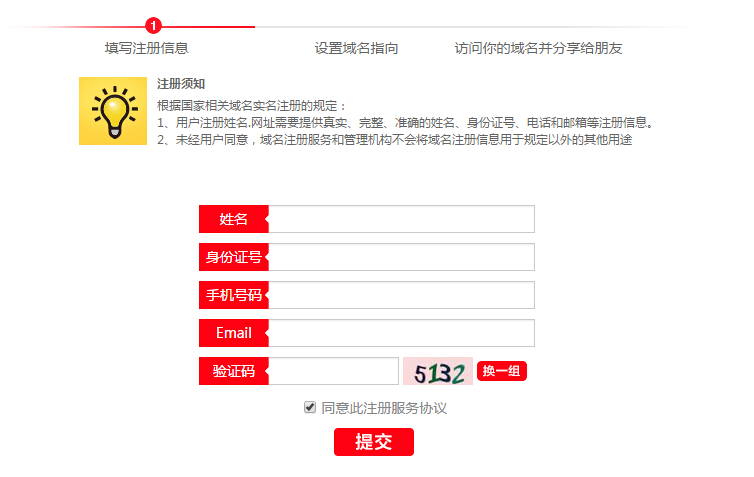 1
填写注册信息 设置域名指向 访问你的域名并分享给朋友
注册须知
根据国家相关域名实名注册的规定：
1、用户注册姓名.网址需要提供真实、完整、准确的姓名、身份证号、电话和邮箱等注册信息。
2、未经用户同意，域名注册服务和管理机构不会将域名注册信息用于规定以外的其他用途
姓名
身份证号
手机号码
Email
验证码 5132 换一组
同意此注册服务协议
提交